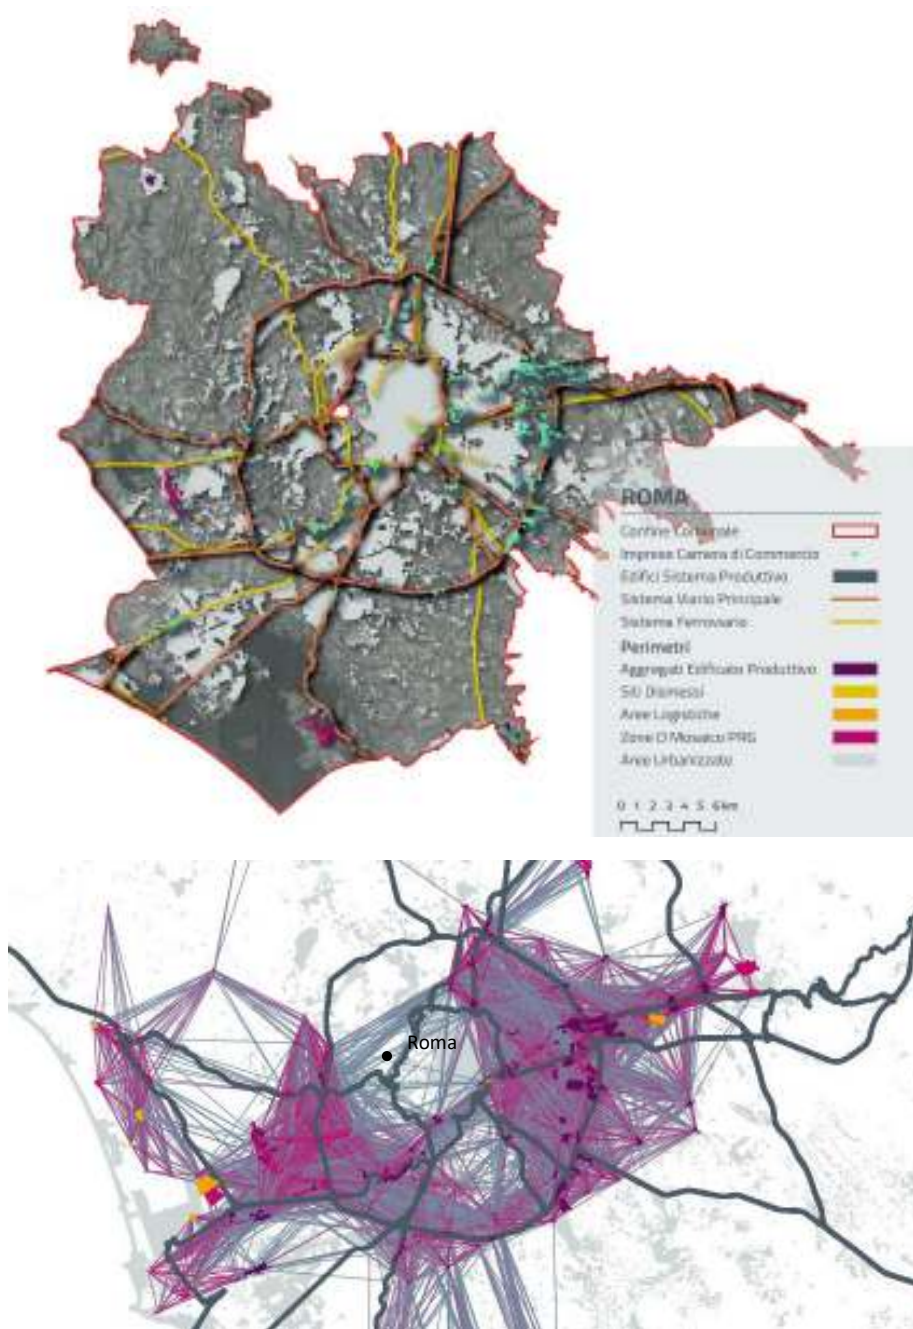 ROMA
Confine Comunale
Imprese Camera di Commercio
Edifici Sistema Produttivo
Sistema Viario Principale
Sistema Ferroviario
Perimetri
Aggregati Edificato Produttivo
Siti Dismessi
Aree Logistiche
Zone D Mosaico PRG
Aree Urbanizzate
0 1 2 3 4 5 6km
Roma